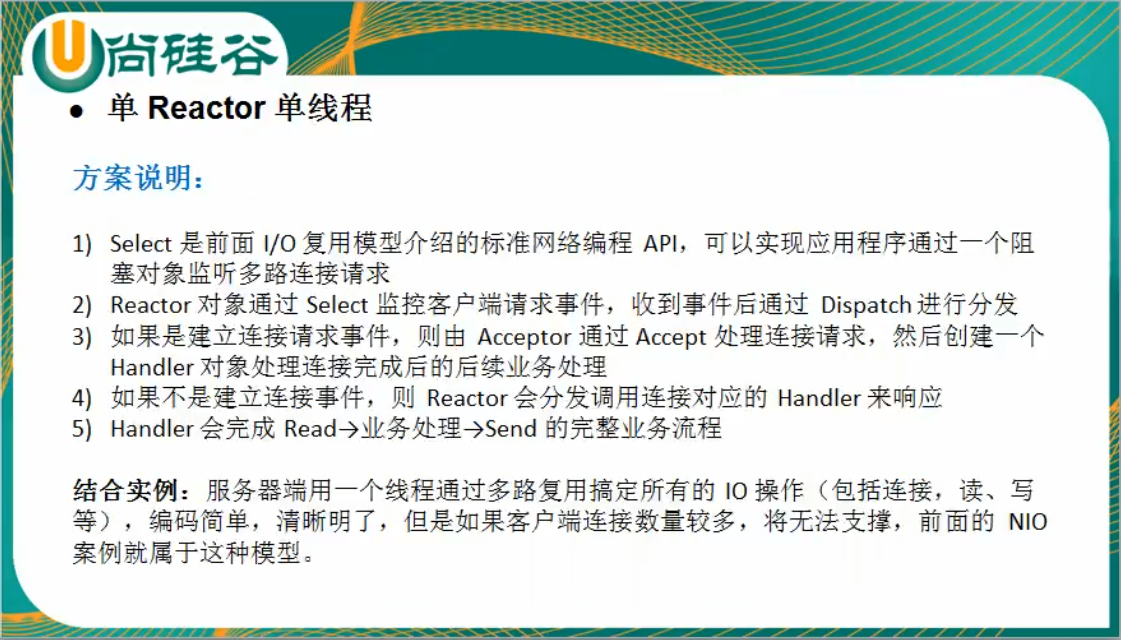 尚硅谷
● 单 Reactor 单线程
方案说明：
1) Select 是前面 I/O 复用模型介绍的标准网络编程 API，可以实现应用程序通过一个阻
塞对象监听多路连接请求
2) Reactor 对象通过 Select 监控客户端请求事件，收到事件后通过 Dispatch 进行分发
3) 如果是建立连接请求事件，则由 Acceptor 通过 Accept 处理连接请求，然后创建一个
Handler 对象处理连接完成后的后续业务处理
4) 如果不是建立连接事件，则 Reactor 会分发调用连接对应的 Handler 来响应
5) Handler 会完成 Read→业务处理→Send 的完整业务流程
结合实例：服务器端用一个线程通过多路复用搞定所有的 IO 操作（包括连接，读、写
等），编码简单，清晰明了，但是如果客户端连接数量较多，将无法支撑，前面的 NIO
案例就属于这种模型。